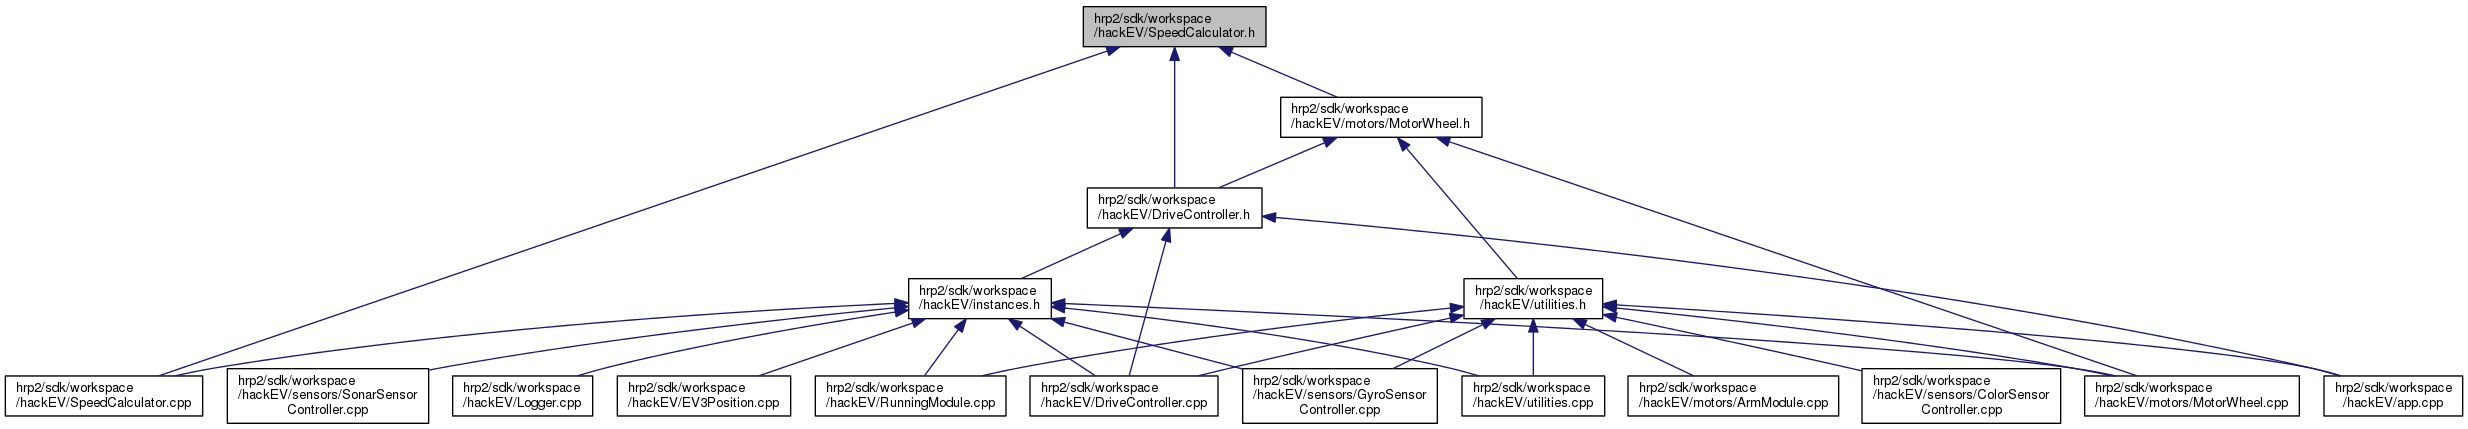 hrp2/sdk/workspace
/hackEV/SpeedCalculator.h
hrp2/sdk/workspace
/hackEV/motors/MotorWheel.h
hrp2/sdk/workspace
/hackEV/DriveController.h
hrp2/sdk/workspace
/hackEV/instances.h
hrp2/sdk/workspace
/hackEV/utilities.h
hrp2/sdk/workspace
/hackEV/SpeedCalculator.cpp
hrp2/sdk/workspace
/hackEV/sensors/SonarSensor
Controller.cpp
hrp2/sdk/workspace
/hackEV/Logger.cpp
hrp2/sdk/workspace
/hackEV/EV3Position.cpp
hrp2/sdk/workspace
/hackEV/RunningModule.cpp
hrp2/sdk/workspace
/hackEV/DriveController.cpp
hrp2/sdk/workspace
/hackEV/sensors/GyroSensor
Controller.cpp
hrp2/sdk/workspace
/hackEV/utilities.cpp
hrp2/sdk/workspace
/hackEV/motors/ArmModule.cpp
hrp2/sdk/workspace
/hackEV/sensors/ColorSensor
Controller.cpp
hrp2/sdk/workspace
/hackEV/motors/MotorWheel.cpp
hrp2/sdk/workspace
/hackEV/app.cpp